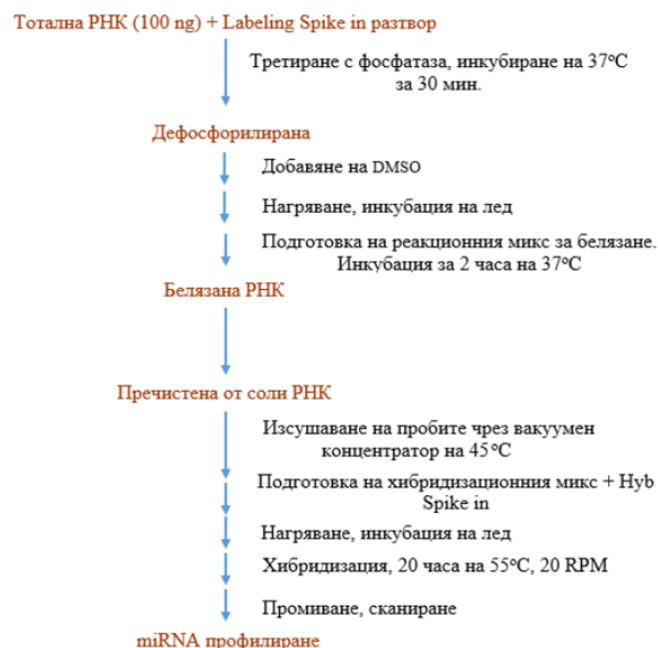 Тотална РНК (100 ng) + Labeling Spike in разтвор
Третиране с фосфатаза, инкубиране на 37°C
за 30 мин.
Дефосфорилирана
Добавяне на DMSO
Нагряване, инкубация на лед
Подготовка на реакционния микс за белязане.
Инкубация за 2 часа на 37°C
Белязана РНК
Пречистена от соли РНК
Изсушаване на пробите чрез вакуумен
концентратор на 45°C
Подготовка на хибридизационния микс + Hyb
Spike in
Нагряване, инкубация на лед
Хибридизация, 20 часа на 55°C, 20 RPM
Промиване, сканиране
miRNA профилиране